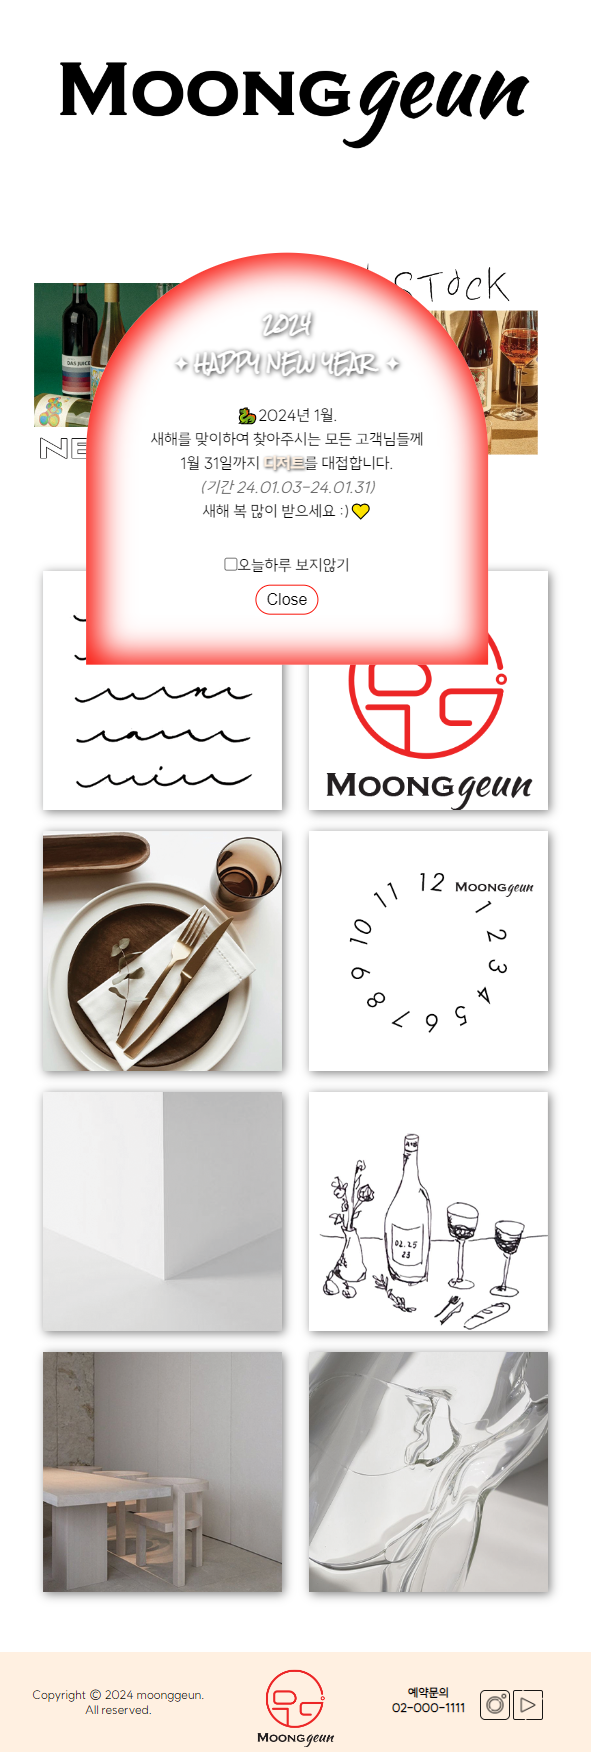 Moonggeun
STOCK
DAS JUICE
NE
2024
HAPPY NEW YEAR
2024년 1월.
새해를 맞이하여 찾아주시는 모든 고객님들께
1월 31일까지 디저트를 대접합니다.
(기간 24.01.03-24.01.31)
새해 복 많이 받으세요 :)
오늘하루 보지않기
Close
Moonggeun
12 Moonggeun
11
1
10
2
9
3
8
4
7
6
5
02.25
23
Copyright © 2024 moonggeun.
All reserved.
Moonggeun
예약문의
02-000-1111